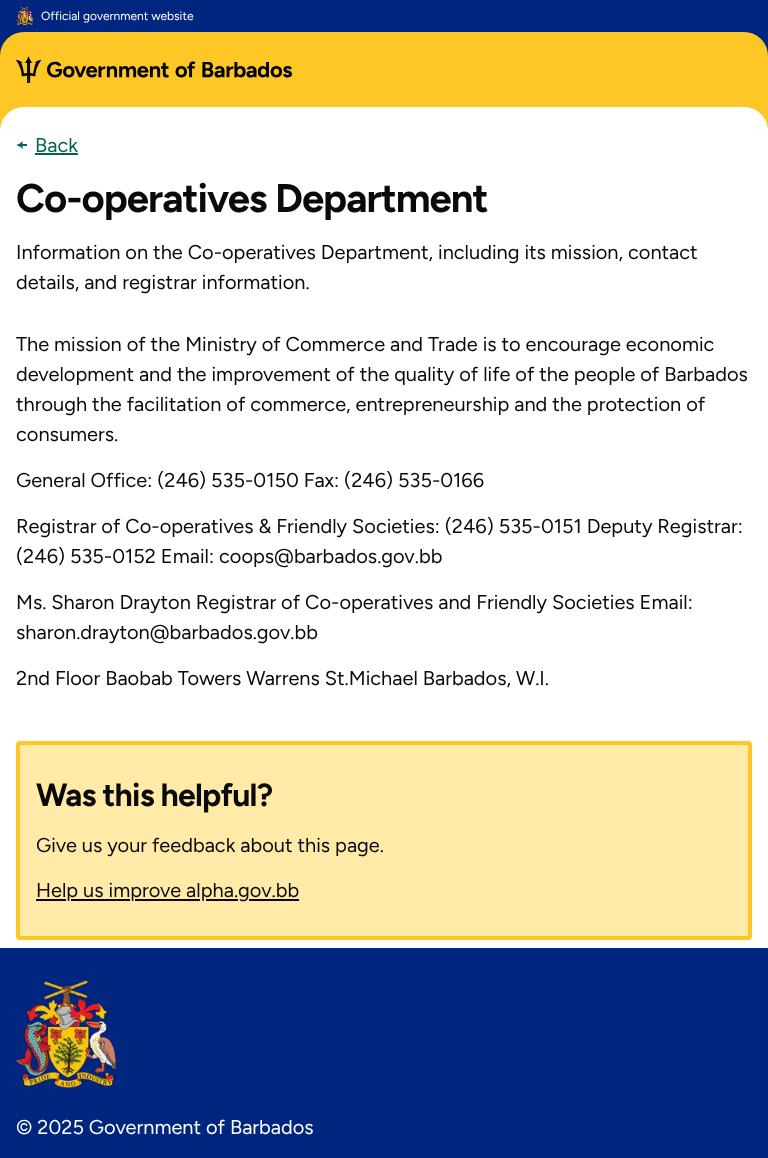 Official government website
Government of Barbados
Back
Co-operatives Department
Information on the Co-operatives Department, including its mission, contact
details, and registrar information.
The mission of the Ministry of Commerce and Trade is to encourage economic
development and the improvement of the quality of life of the people of Barbados
through the facilitation of commerce, entrepreneurship and the protection of
consumers.
General Office: (246) 535-0150 Fax: (246) 535-0166
Registrar of Co-operatives & Friendly Societies: (246) 535-0151 Deputy Registrar:
(246) 535-0152 Email: coops@barbados.gov.bb
Ms. Sharon Drayton Registrar of Co-operatives and Friendly Societies Email:
sharon.drayton@barbados.gov.bb
2nd Floor Baobab Towers Warrens St.Michael Barbados, W.I.
Was this helpful?
Give us your feedback about this page.
Help us improve alpha.gov.bb
PRIDE AND INDUSTRY
© 2025 Government of Barbados